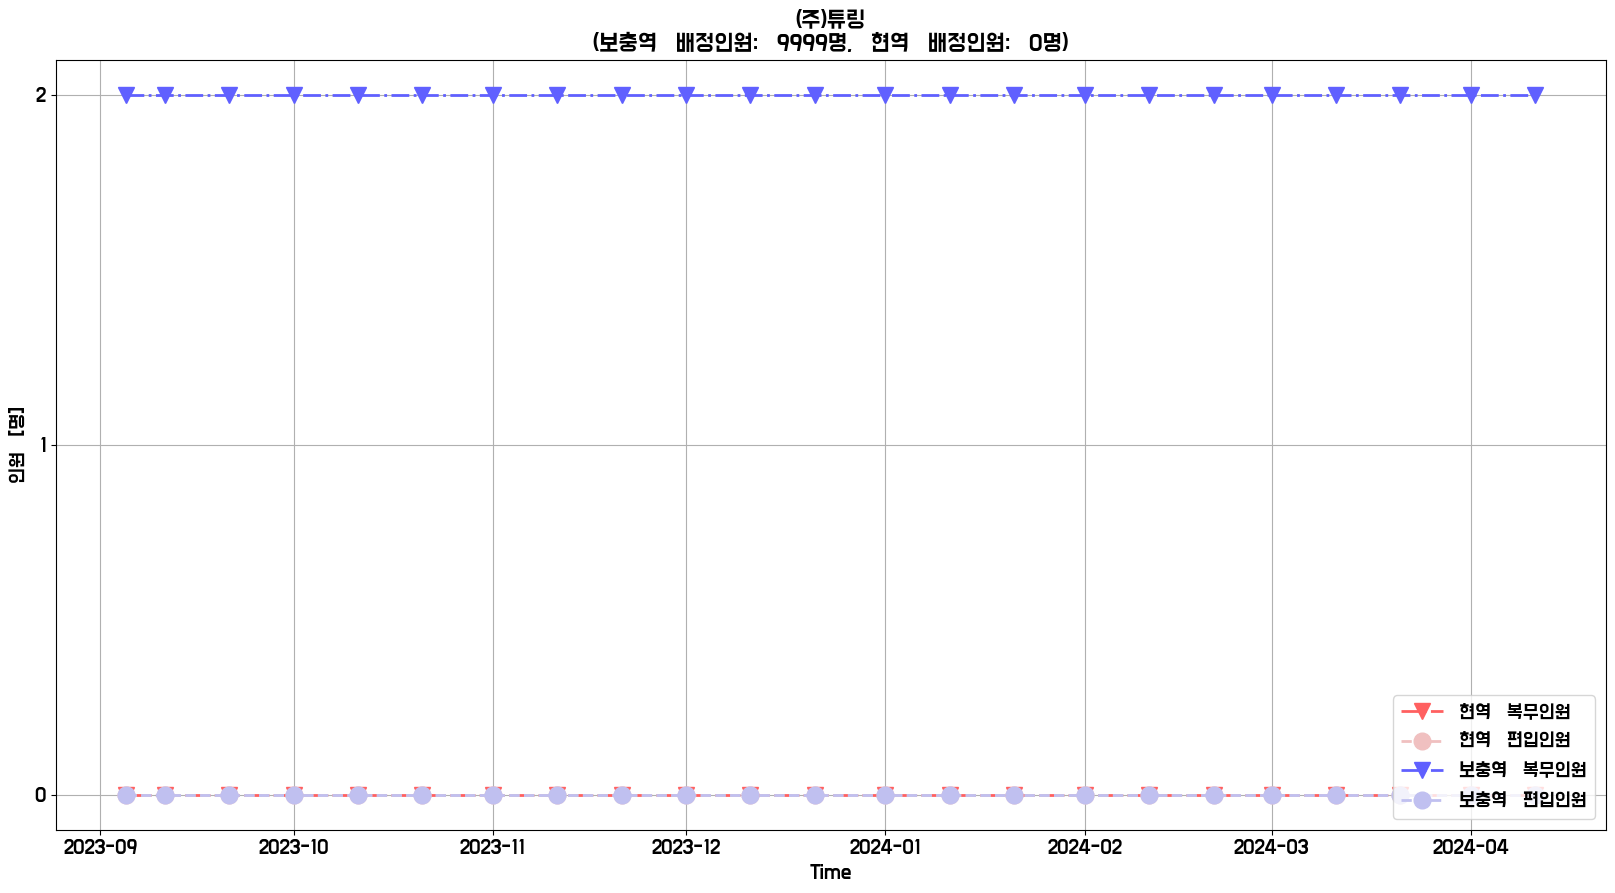 (주)튜링
(보충역 배정인원: 9999명, 현역 배정인원: 0명)
인원 [명]
2
1
0
현역 복무인원
현역 편입인원
보충역 복무인원
보충역 편입인원
2023-09 2023-10 2023-11 2023-12 2024-01 2024-02 2024-03 2024-04
Time